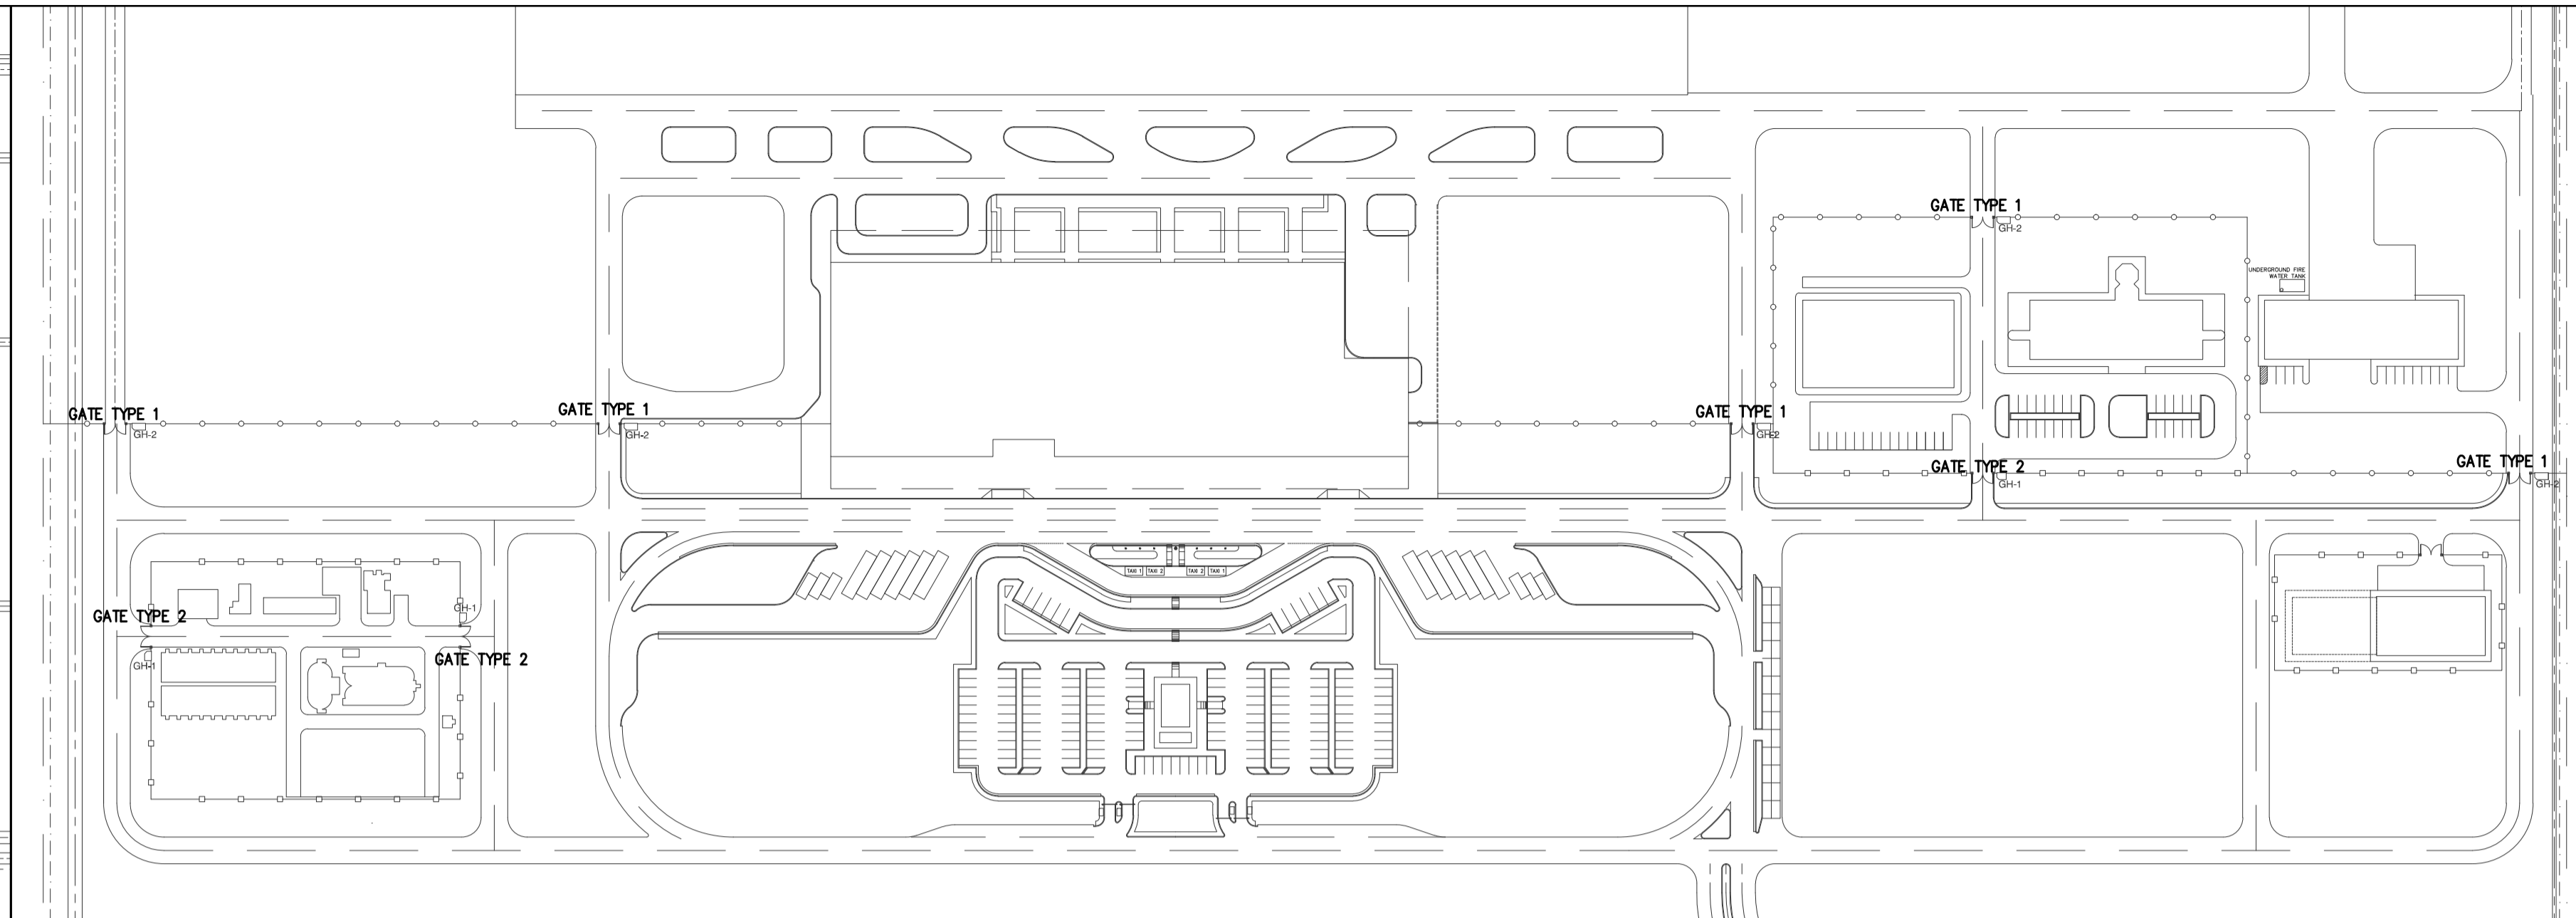 GATE TYPE 1
GH-2
UNDERGROUND FIRE
WATER TANK
GATE TYPE 1
GH-2
GATE TYPE 1
GH-2
GATE TYPE 1
GH-2
GATE TYPE 2
GH-1
GATE TYPE 1
GH-2
TAXI 1
TAXI 2
TAXI 2
TAXI 1
GH-1
GATE TYPE 2
GH-1
GATE TYPE 2